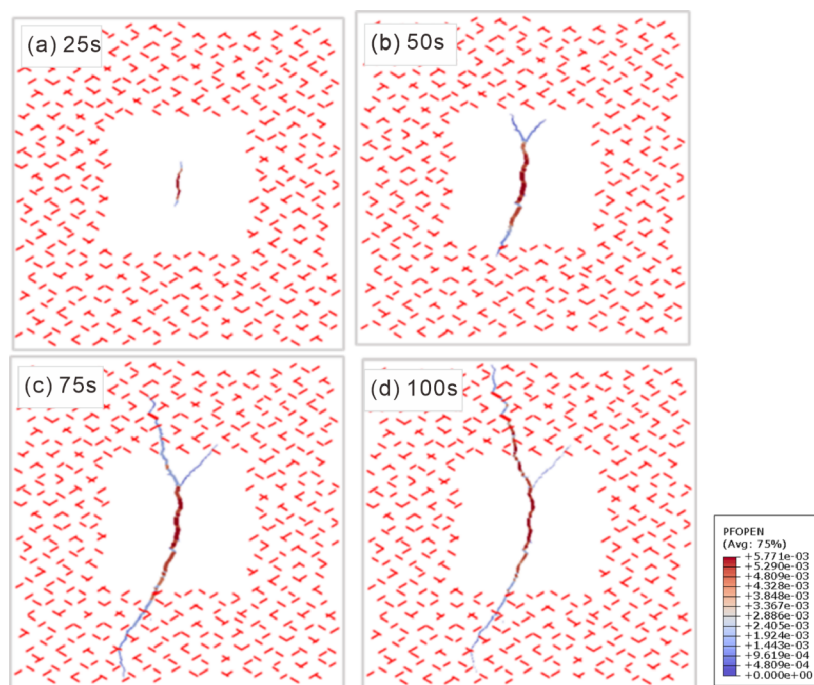 (a) 25s
(b) 50s
(c) 75s
(d) 100s
PFOPEN
(Avg: 75%)
+5.771e-03
+5.290e-03
+4.809e-03
+4.328e-03
+3.848e-03
+3.367e-03
+2.886e-03
+2.405e-03
+1.924e-03
+1.443e-03
+9.619e-04
+4.809e-04
+0.000e+00